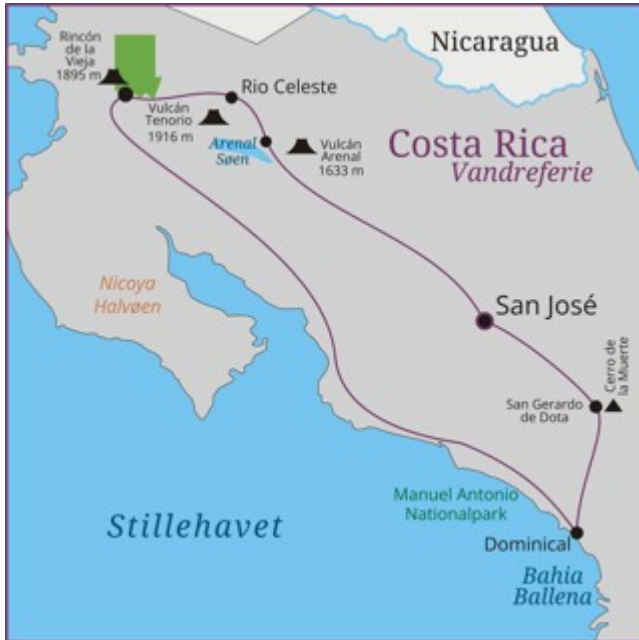 Nicaragua
Rincón
de la
Vieja
1895 m
Rio Celeste
Vulcán
Tenorio
1916 m
Arenal
Søen
Vulcán
Arenal
1633 m
Costa Rica
Vandreferie
Nicoya
Halvøen
San José
Cerro de
la Muerte
San Gerardo
de Dota
Manuel Antonio
Nationalpark
Stillehavet
Dominical
Bahia
Ballena